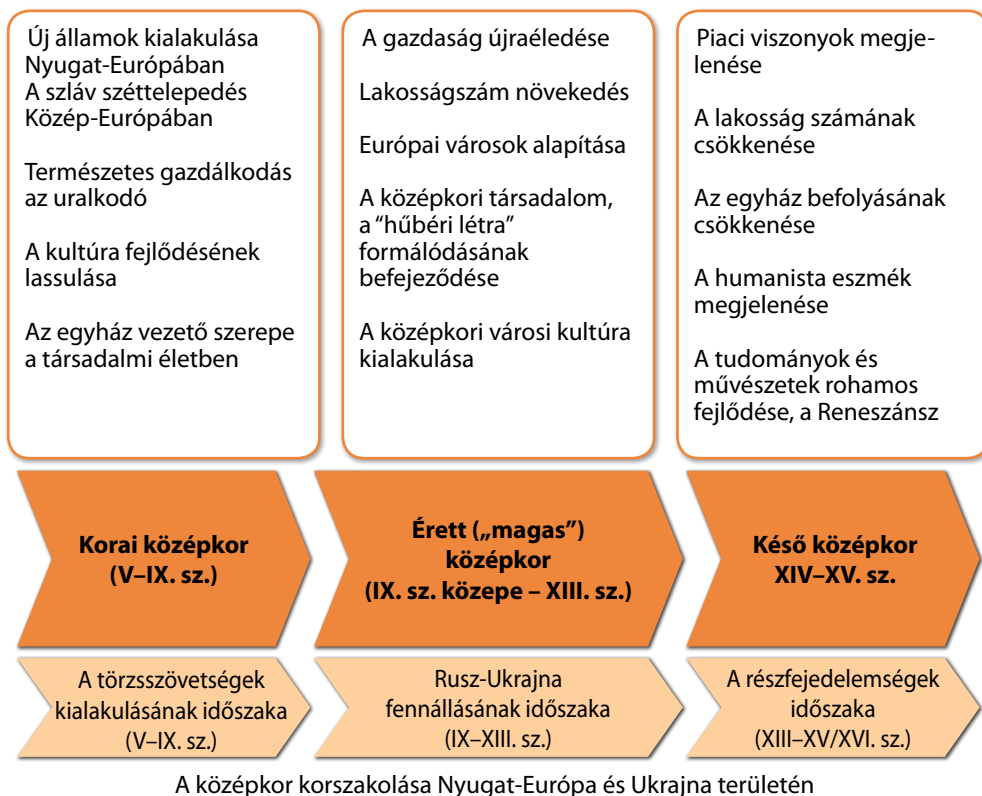 Új államok kialakulása
Nyugat-Európában
A szláv széttelepedés
Közép-Európában
Természetes gazdálkodás
az uralkodó
A kultúra fejlődésének
lassulása
Az egyház vezető szerepe
a társadalmi életben
A gazdaság újraéledése
Lakosságszám növekedés
Európai városok alapítása
A középkori társadalom,
a “hűbéri létra”
formálódásának
befejeződése
A középkori városi kultúra
kialakulása
Piaci viszonyok megje-
lenése
A lakosság számának
csökkenése
Az egyház befolyásának
csökkenése
A humanista eszmék
megjelenése
A tudományok és
művészetek rohamos
fejlődése, a Reneszánsz
Korai középkor
(V–IX. sz.)
Érett („magas”)
középkor
(IX. sz. közepe – XIII. sz.)
Késő középkor
XIV–XV. sz.
A törzsszövetségek
kialakulásának időszaka
(V–IX. sz.)
Rusz-Ukrajna
fennállásának időszaka
(IX–XIII. sz.)
A részfejedelemségek
időszaka
(XIII–XV/XVI. sz.)
A középkor korszakolása Nyugat-Európa és Ukrajna területén